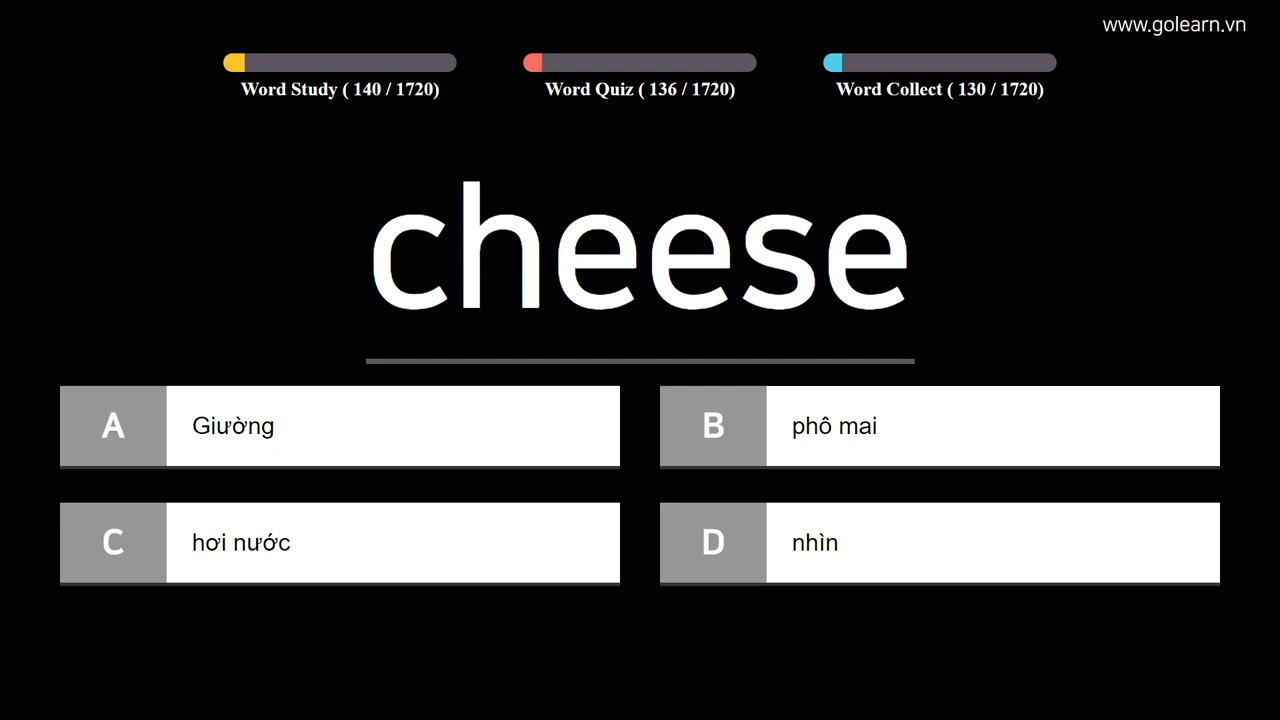 www.golearn.vn
Word Study ( 140 / 1720)
Word Quiz ( 136 / 1720)
Word Collect ( 130 / 1720)
cheese
A Giường
B phô mai
C hơi nước
D nhìn